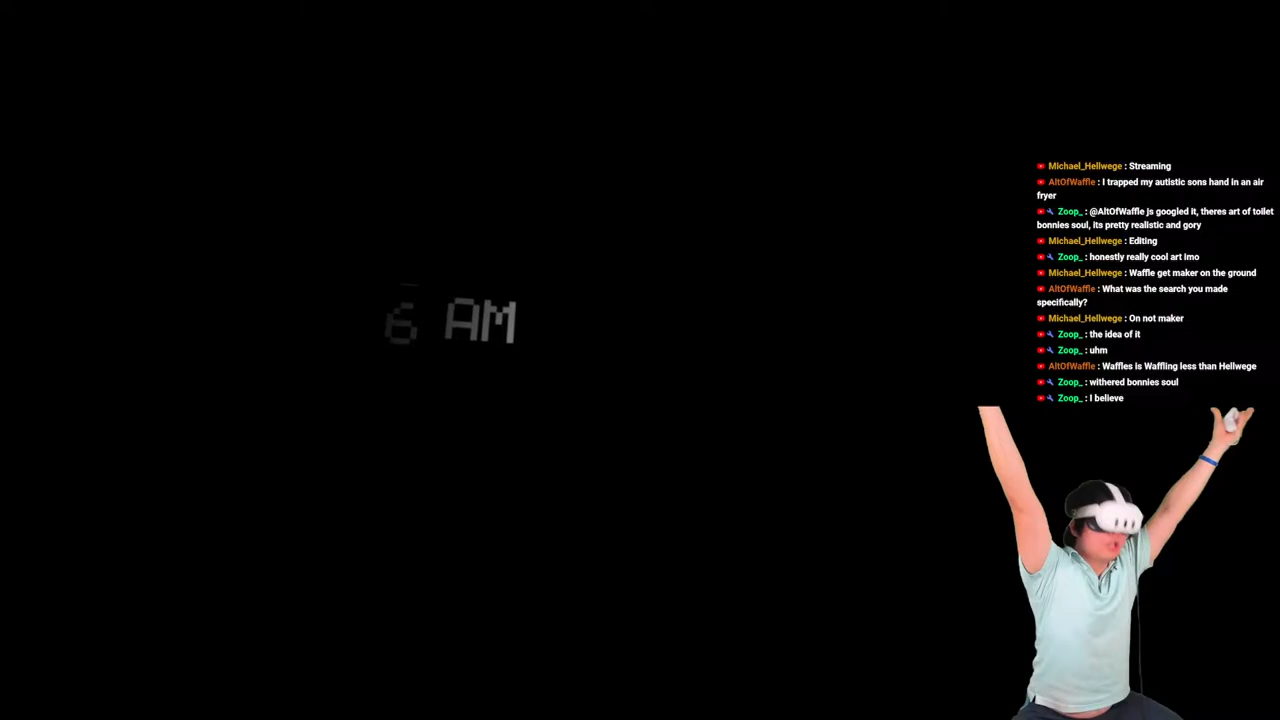 6 AM
Michael_Hellwege : Streaming
AltOfWaffle : I trapped my autistic sons hand in an air
fryer
Zoop_ : @AltOfWaffle js googled it, theres art of toilet
bonnies soul, its pretty realistic and gory
Michael_Hellwege : Editing
Zoop_ : honestly really cool art imo
Michael_Hellwege : Waffle get maker on the ground
AltOfWaffle : What was the search you made
specifically?
Michael_Hellwege : On not maker
Zoop_ : the idea of it
Zoop_ : uhm
AltOfWaffle : Waffles is Waffling less than Hellwege
Zoop_ : withered bonnies soul
Zoop_ : I believe